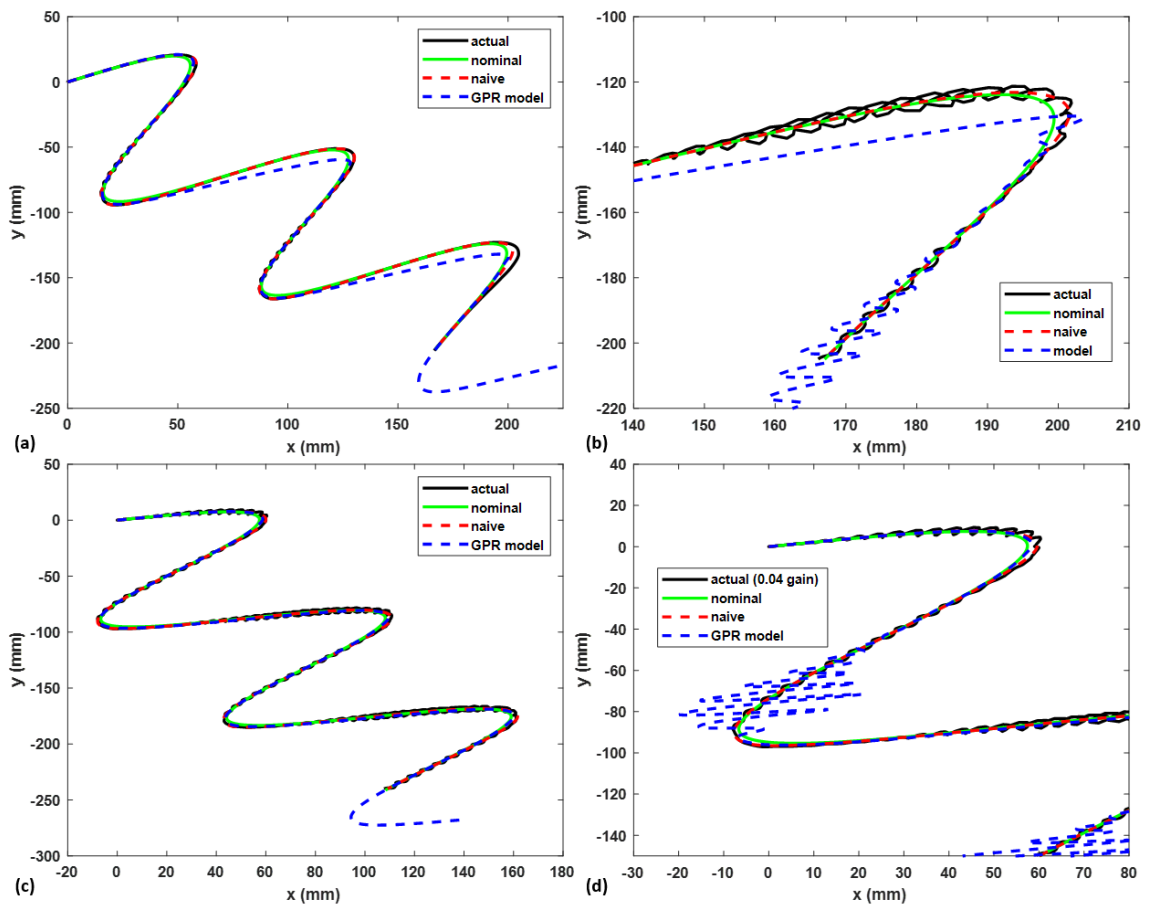 50
0
-50
-100
-150
-200
-250
y (mm)
0
50
100
150
200
x (mm)
actual
nominal
naive
GPR model
(a)
-100
-120
-140
-160
-180
-200
-220
y (mm)
140
150
160
170
180
190
200
210
x (mm)
actual
nominal
naive
model
(b)
50
0
-50
-100
-150
-200
-250
-300
y (mm)
-20
0
20
40
60
80
100
120
140
160
180
x (mm)
actual
nominal
naive
GPR model
(c)
40
20
0
-20
-40
-60
-80
-100
-120
-140
y (mm)
-30
-20
-10
0
10
20
30
40
50
60
70
80
x (mm)
actual (0.04 gain)
nominal
naive
GPR model
(d)